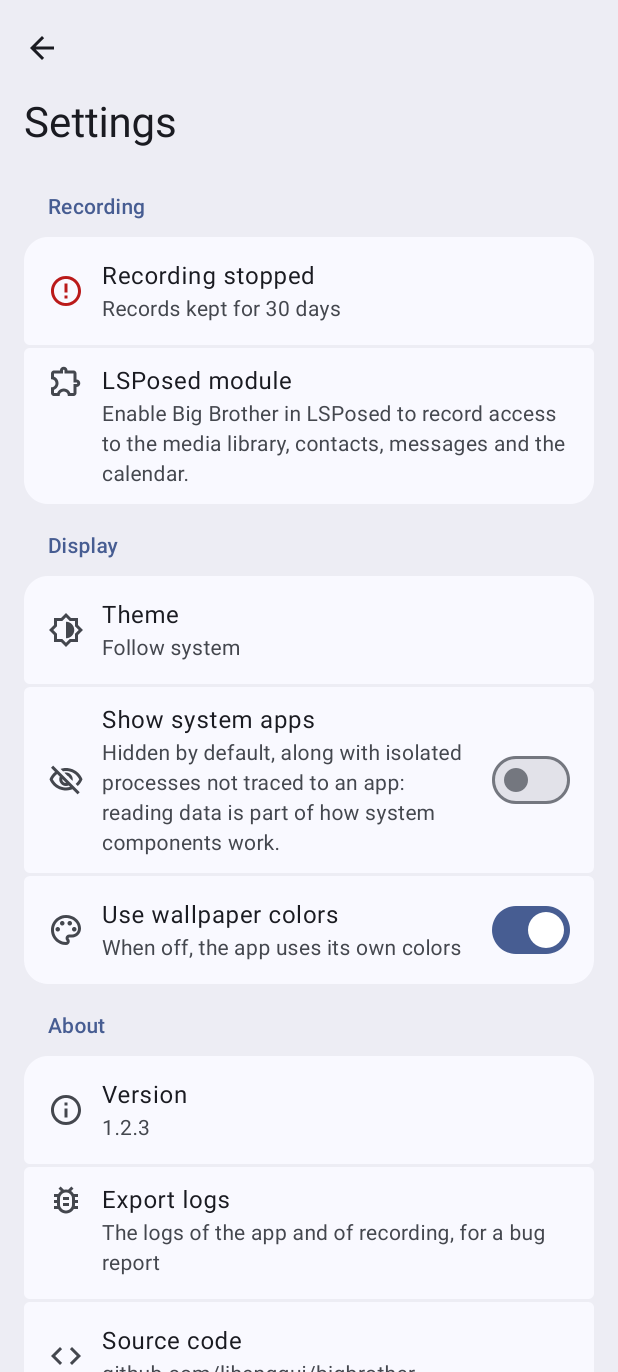 Settings
Recording
Recording stopped
Records kept for 30 days
LSPosed module
Enable Big Brother in LSPosed to record access
to the media library, contacts, messages and the
calendar.
Display
Theme
Follow system
Show system apps
Hidden by default, along with isolated
processes not traced to an app:
reading data is part of how system
components work.
Use wallpaper colors
When off, the app uses its own colors
About
Version
1.2.3
Export logs
The logs of the app and of recording, for a bug
report
Source code